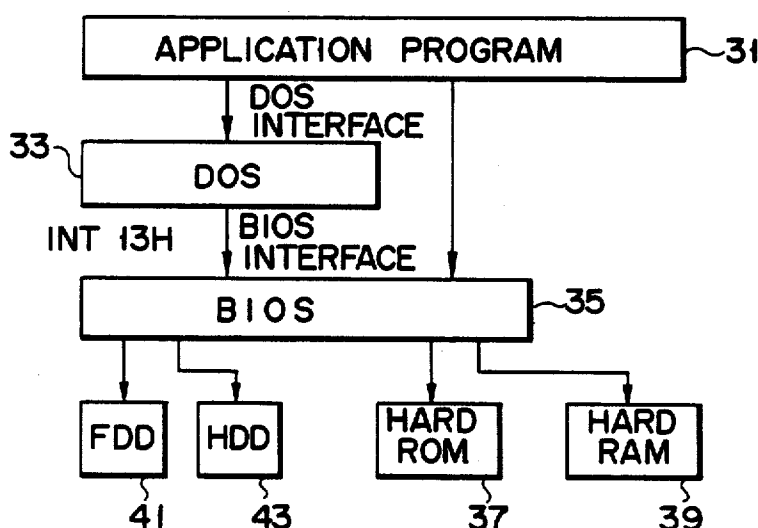 APPLICATION PROGRAM
31
DOS
INTERFACE
33
DOS
INT 13H
BIOS
INTERFACE
BIOS
35
FDD
HDD
HARD
ROM
HARD
RAM
41
43
37
39